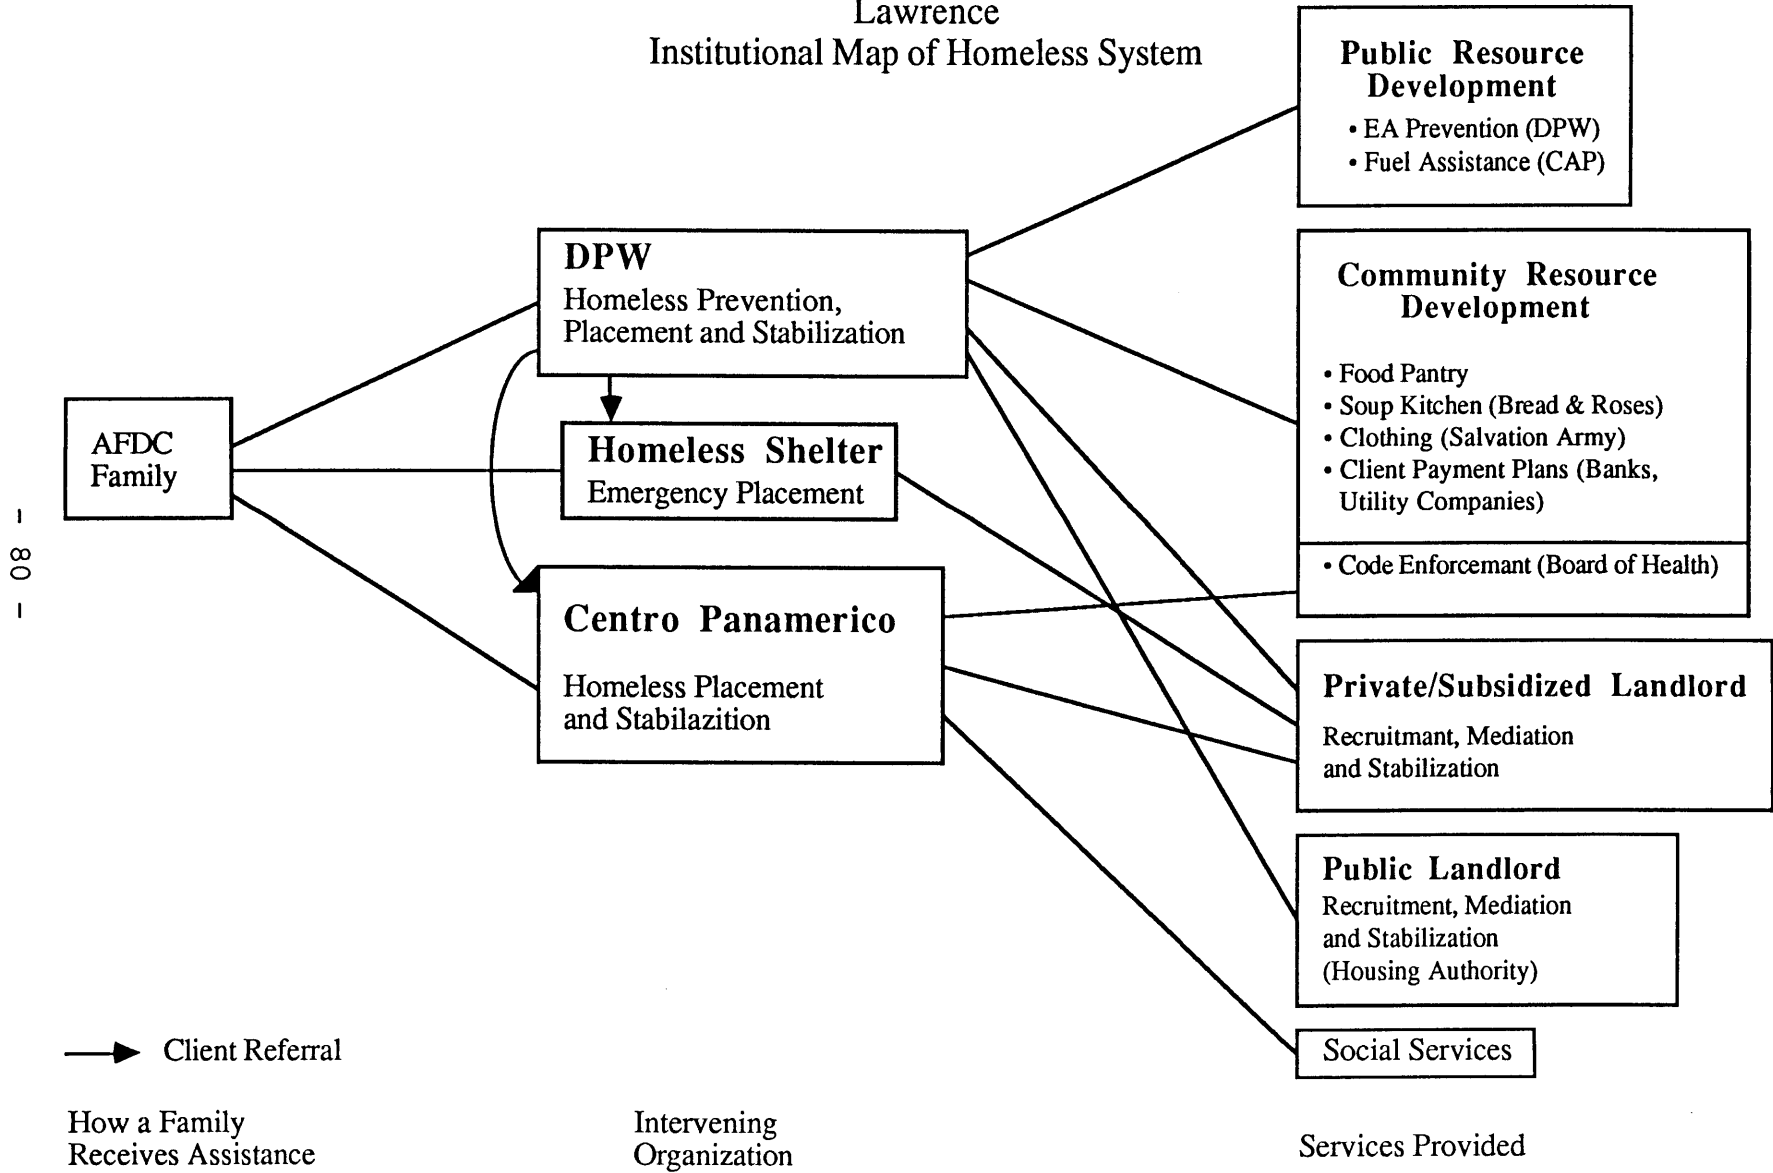 Lawrence
Institutional Map of Homeless System
Public Resource
Development
• EA Prevention (DPW)
• Fuel Assistance (CAP)
DPW
Homeless Prevention,
Placement and Stabilization
Community Resource
Development
• Food Pantry
• Soup Kitchen (Bread & Roses)
• Clothing (Salvation Army)
• Client Payment Plans (Banks,
Utility Companies)
• Code Enforcemant (Board of Health)
AFDC
Family
Homeless Shelter
Emergency Placement
Centro Panamerico
Homeless Placement
and Stabilazition
Private/Subsidized Landlord
Recruitmant, Mediation
and Stabilization
Public Landlord
Recruitment, Mediation
and Stabilization
(Housing Authority)
Social Services
Client Referral
How a Family
Receives Assistance
Intervening
Organization
Services Provided
- 80 -